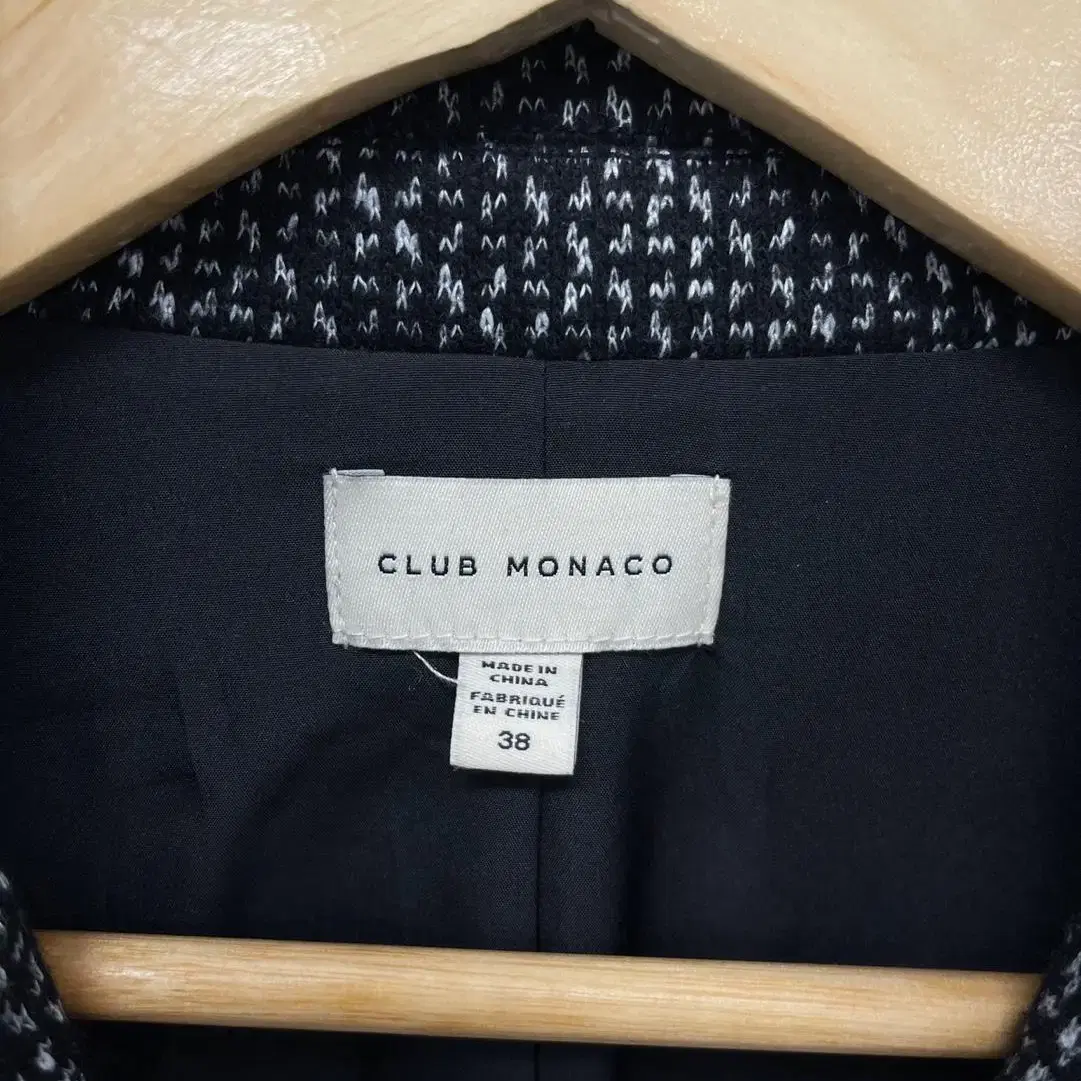 CLUB MONACO
MADE IN
CHINA
FABRIQUÉ
EN CHINE
38